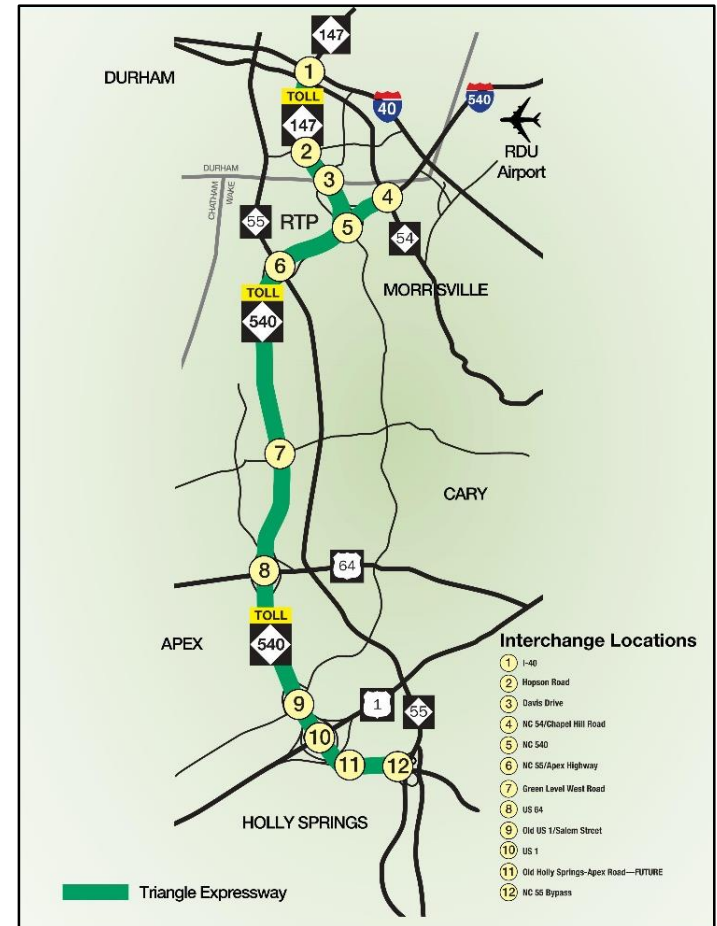 147
DURHAM
1
TOLL
147
40
540
RDU
Airport
2
3
4
DURHAM
CHATHAM
WAKE
55
RTP
5
54
6
MORRISVILLE
TOLL
540
7
CARY
8
64
TOLL
540
APEX
9
1
55
10
11
12
HOLLY SPRINGS
Interchange Locations
1 I-40
2 Hopson Road
3 Davis Drive
4 NC 54/Chapel Hill Road
5 NC 540
6 NC 55/Apex Highway
7 Green Level West Road
8 US 64
9 Old US 1/Salem Street
10 US 1
11 Old Holly Springs-Apex Road—FUTURE
12 NC 55 Bypass
Triangle Expressway